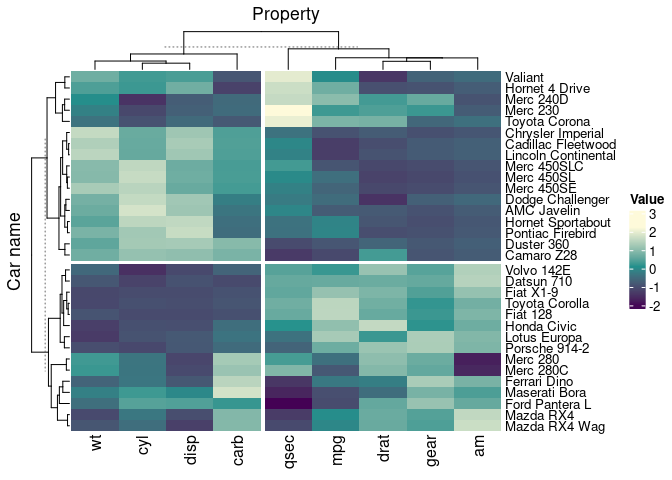 Property
Car name
Valiant
Hornet 4 Drive
Merc 240D
Merc 230
Toyota Corona
Chrysler Imperial
Cadillac Fleetwood
Lincoln Continental
Merc 450SLC
Merc 450SL
Merc 450SE
Dodge Challenger
AMC Javelin
Hornet Sportabout
Pontiac Firebird
Duster 360
Camaro Z28
Volvo 142E
Datsun 710
Fiat X1-9
Toyota Corolla
Fiat 128
Honda Civic
Lotus Europa
Porsche 914-2
Merc 280
Merc 280C
Ferrari Dino
Maserati Bora
Ford Pantera L
Mazda RX4
Mazda RX4 Wag
wt cyl disp carb qsec mpg drat gear am
Value
3
2
1
0
-1
-2